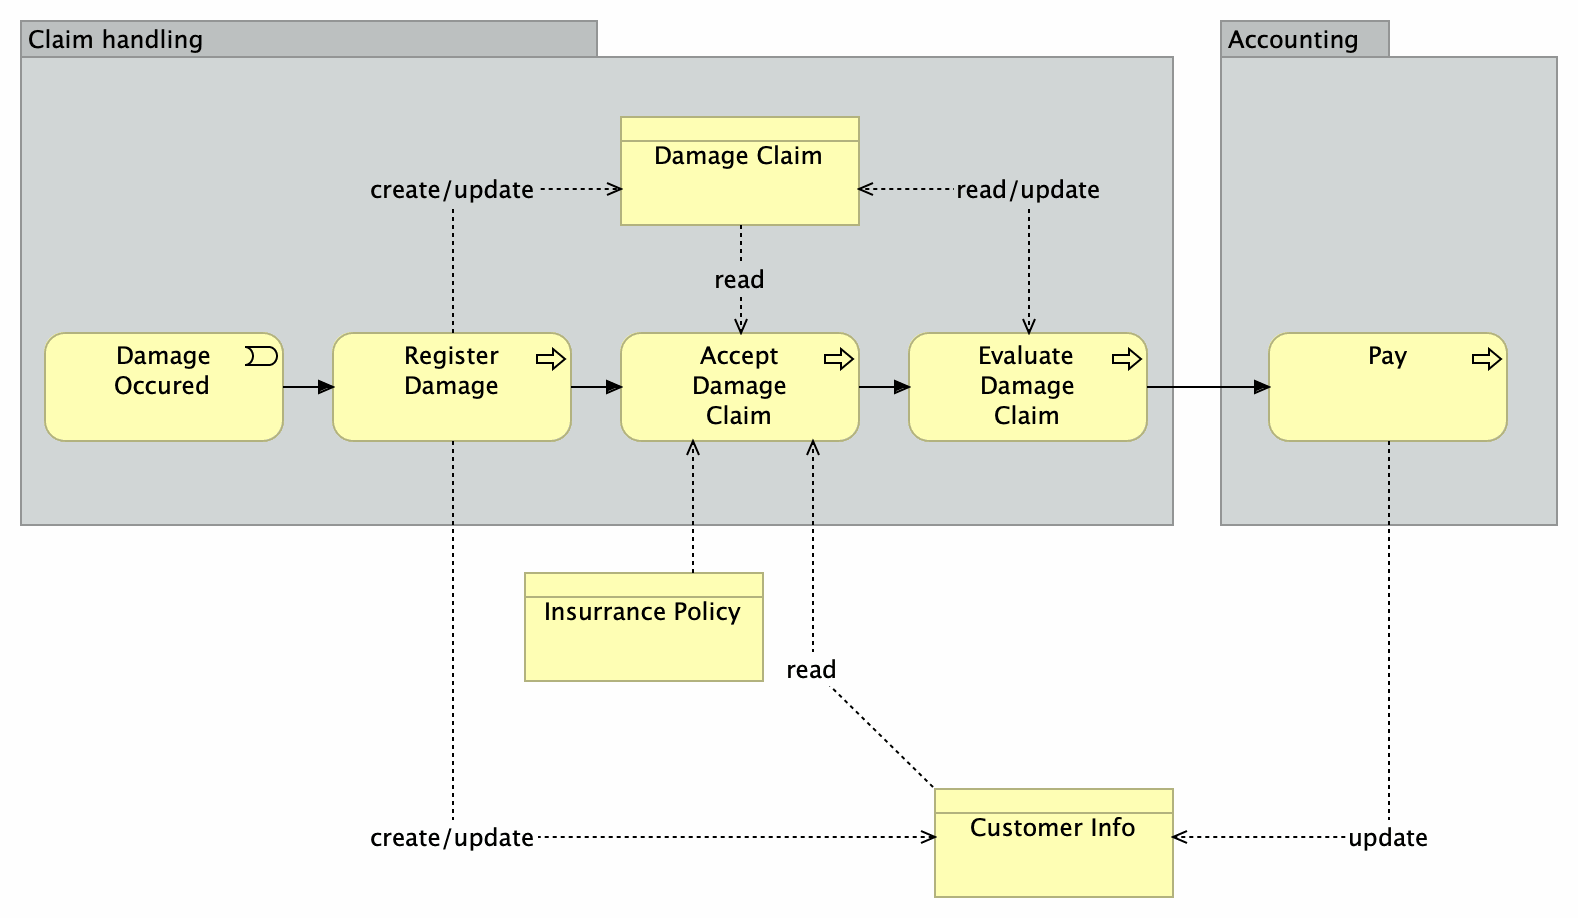 Claim handling
Accounting
Damage Claim
create/update
read/update
read
Damage
Occured
Register
Damage
Accept
Damage
Claim
Evaluate
Damage
Claim
Pay
Insurrance Policy
read
Customer Info
create/update
update